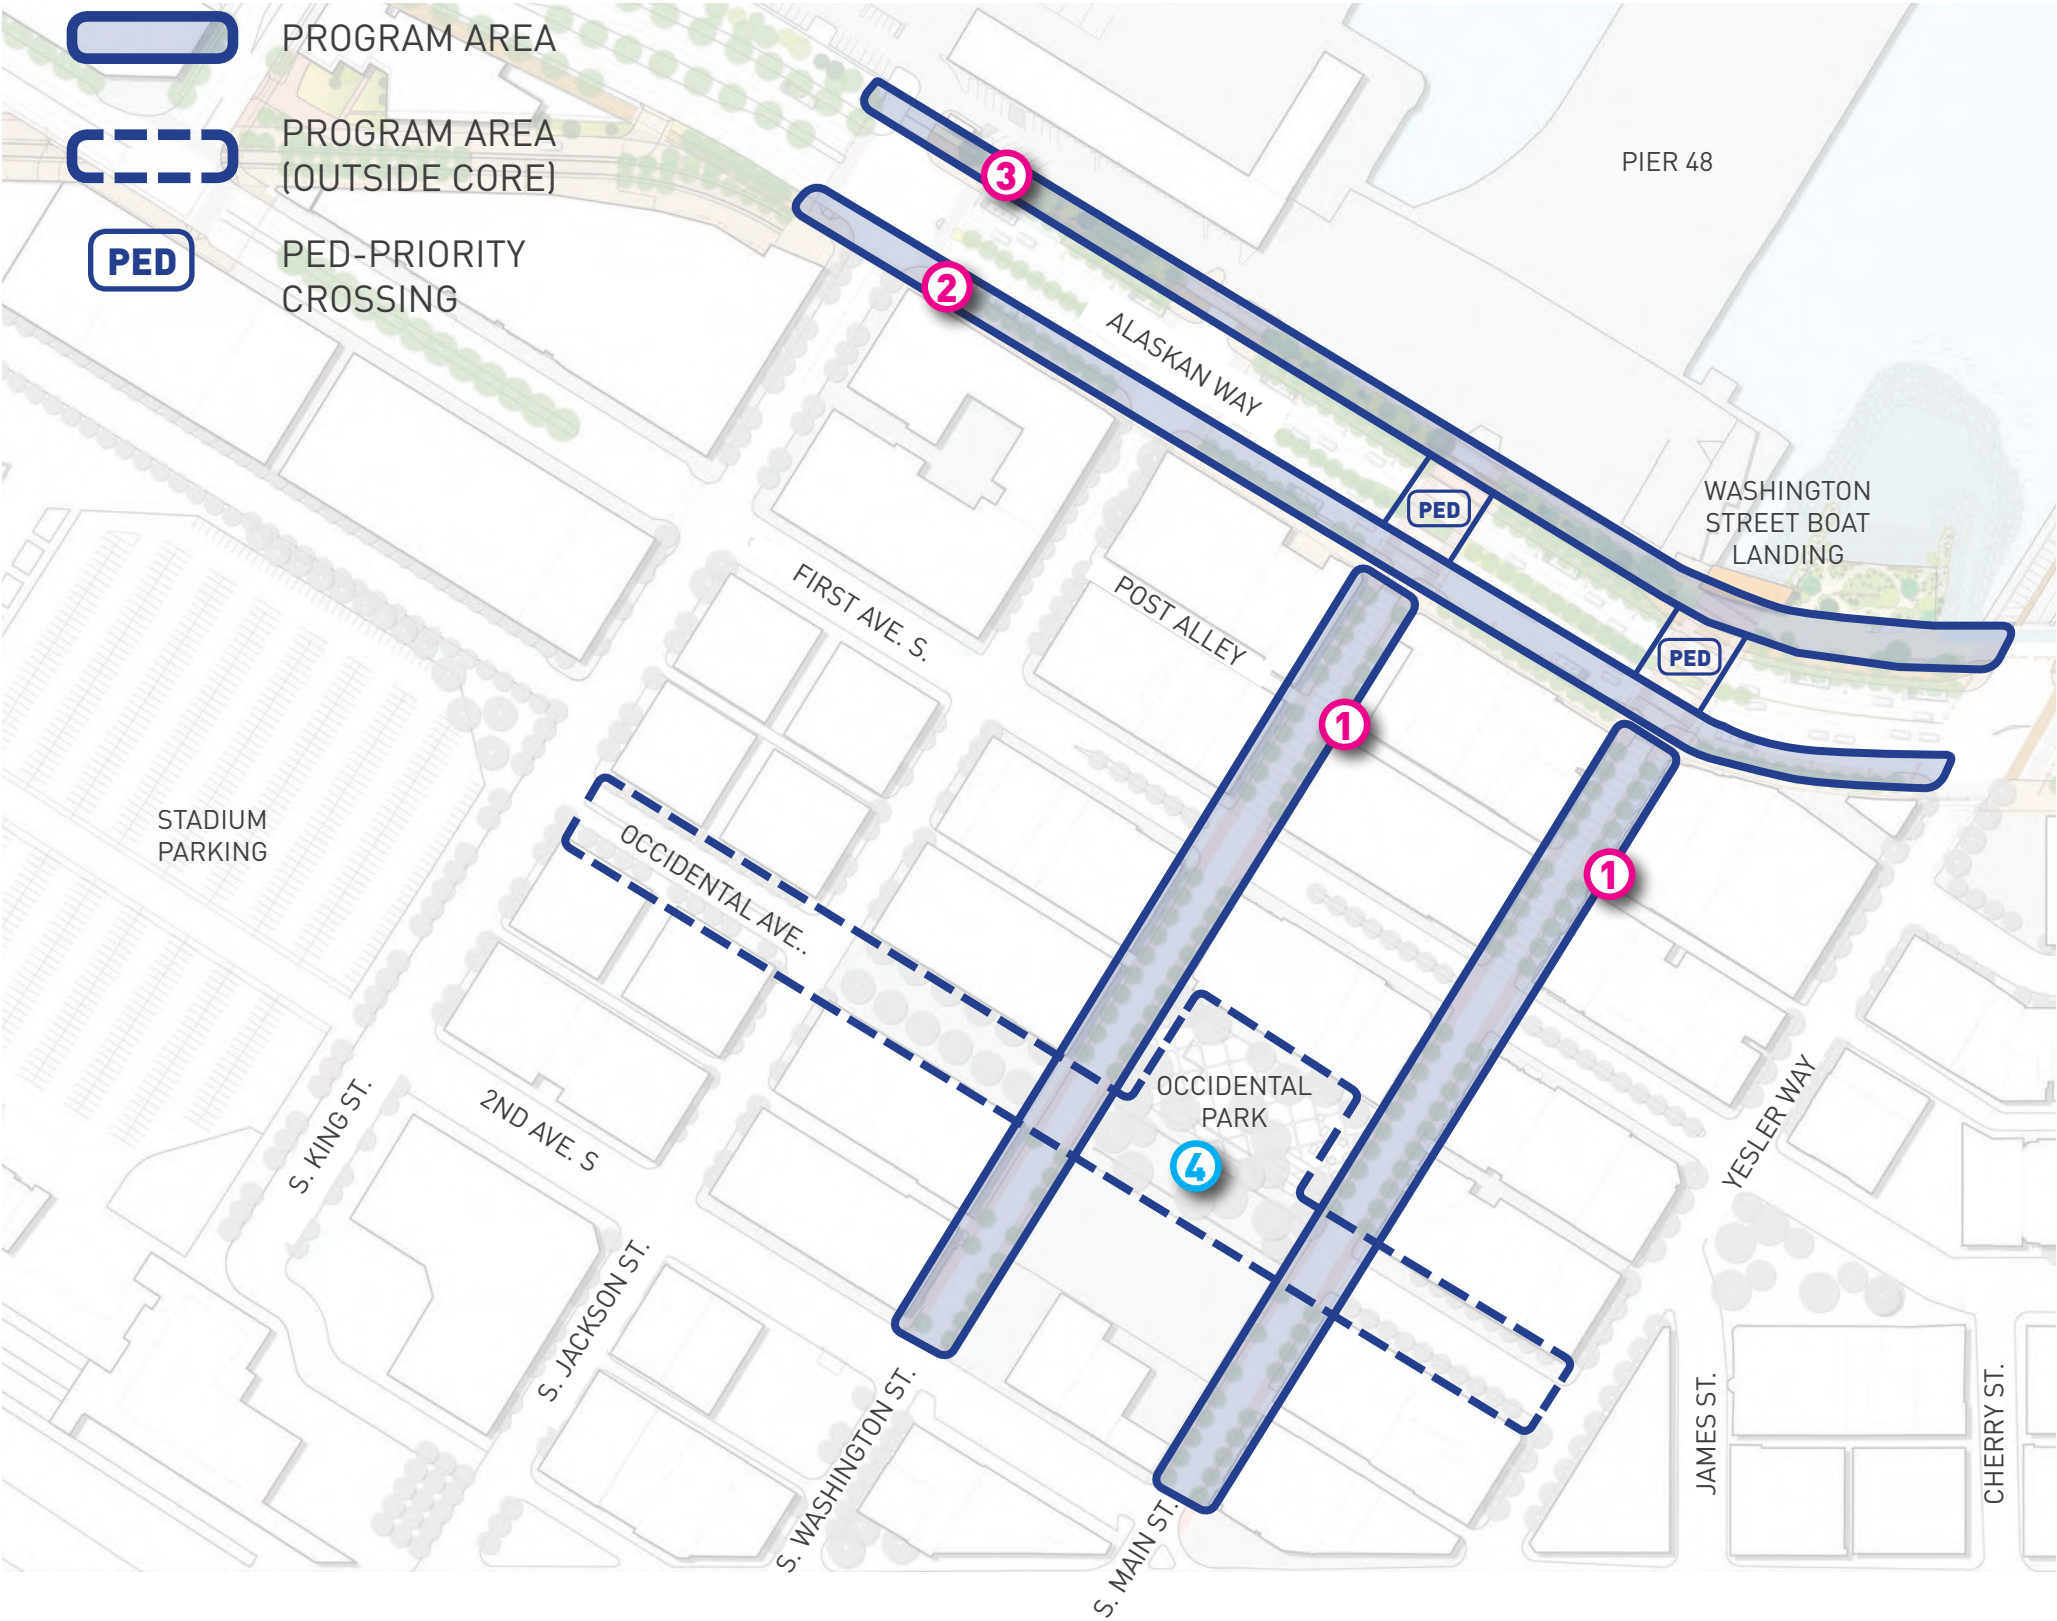 PROGRAM AREA
PROGRAM AREA
(OUTSIDE CORE)
PED
PED-PRIORITY
CROSSING
3
2
PIER 48
ALASKAN WAY
PED
WASHINGTON
STREET BOAT
LANDING
PED
FIRST AVE. S.
POST ALLEY
1
1
STADIUM
PARKING
OCCIDENTAL AVE..
OCCIDENTAL
PARK
4
2ND AVE. S
S. KING ST.
S. JACKSON ST.
S. WASHINGTON ST.
S. MAIN ST.
YESLER WAY
JAMES ST.
CHERRY ST.